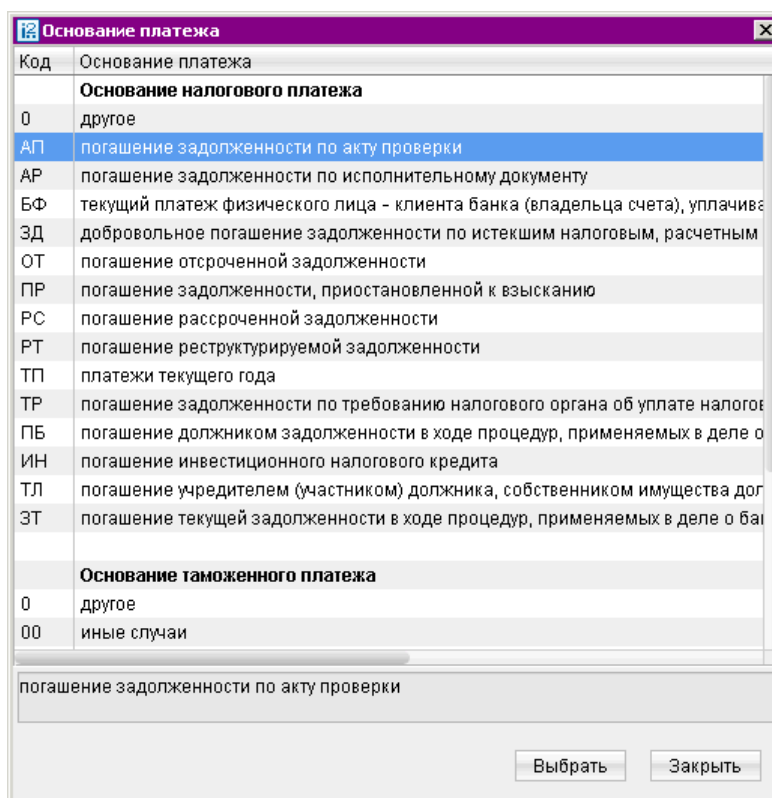 Основание платежа
Код Основание платежа
Основание налогового платежа
0 другое
АП погашение задолженности по акту проверки
АР погашение задолженности по исполнительному документу
БФ текущий платеж физического лица - клиента банка (владельца счета), уплачива
ЗД добровольное погашение задолженности по истекшим налоговым, расчетным
ОТ погашение отсроченной задолженности
ПР погашение задолженности, приостановленной к взысканию
РС погашение рассроченной задолженности
РТ погашение реструктурируемой задолженности
ТП платежи текущего года
ТР погашение задолженности по требованию налогового органа об уплате налогов
ПБ погашение должником задолженности в ходе процедур, применяемых в деле о
ИН погашение инвестиционного налогового кредита
ТЛ погашение учредителем (участником) должника, собственником имущества дол
ЗТ погашение текущей задолженности в ходе процедур, применяемых в деле о бан
Основание таможенного платежа
0 другое
00 иные случаи
погашение задолженности по акту проверки
Выбрать Закрыть